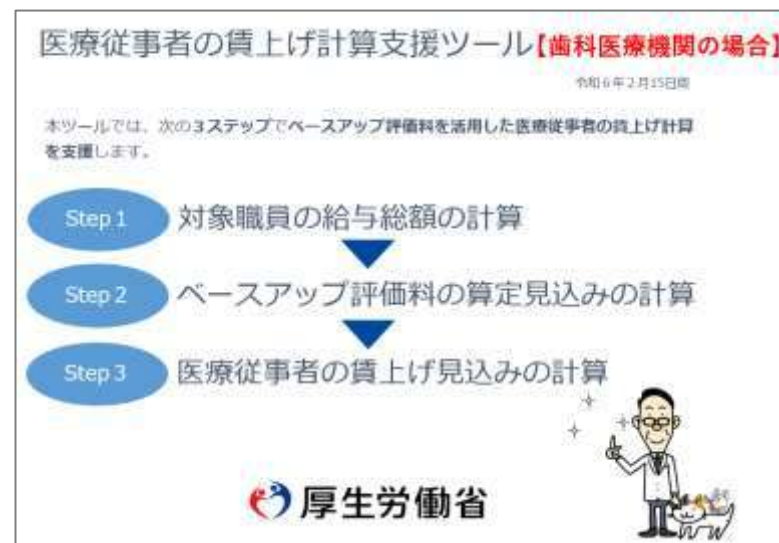 医療従事者の賃上げ計算支援ツール【歯科医療機関の場合】
令和6年2月15日版
本ツールでは、次の3ステップでベースアップ評価料を活用した医療従事者の賃上げ計算
を支援します。
Step 1 対象職員の給与総額の計算
Step 2 ベースアップ評価料の算定見込みの計算
Step 3 医療従事者の賃上げ見込みの計算
厚生労働省